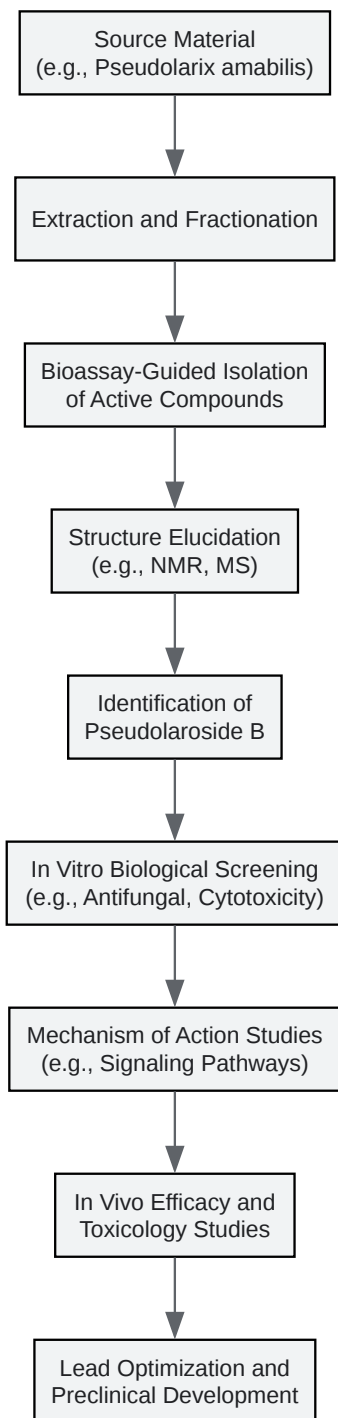 Source Material
(e.g., Pseudolarix amabilis)
Extraction and Fractionation
Bioassay-Guided Isolation
of Active Compounds
Structure Elucidation
(e.g., NMR, MS)
Identification of
Pseudolaroside B
In Vitro Biological Screening
(e.g., Antifungal, Cytotoxicity)
Mechanism of Action Studies
(e.g., Signaling Pathways)
In Vivo Efficacy and
Toxicology Studies
Lead Optimization and
Preclinical Development